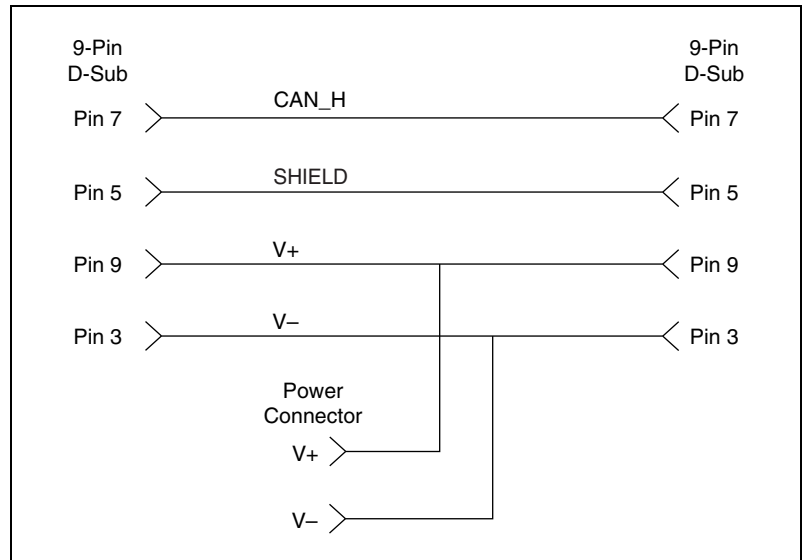 9-Pin
D-Sub
9-Pin
D-Sub
Pin 7
CAN_H
Pin 7
Pin 5
SHIELD
Pin 5
Pin 9
V+
Pin 9
Pin 3
V–
Pin 3
Power
Connector
V+
V–